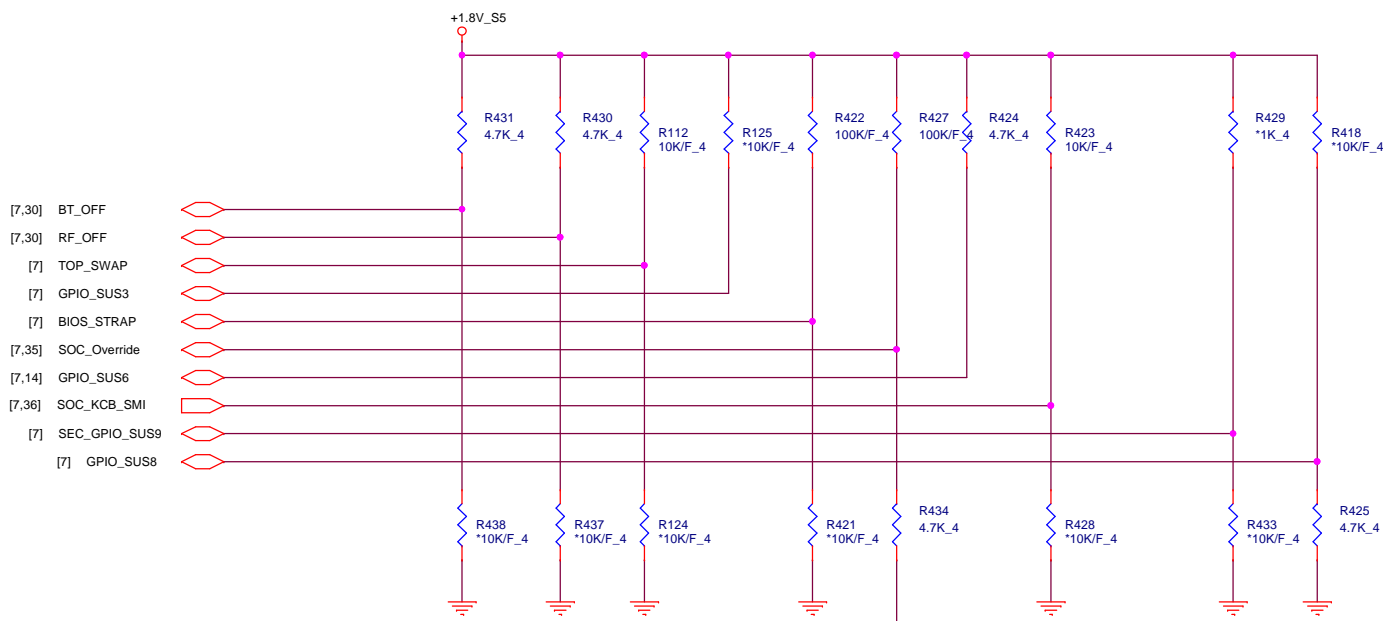 +1.8V_S5
R431
4.7K_4
R430
4.7K_4
R112
10K/F_4
R125
*10K/F_4
R422
100K/F_4
R427
100K/F_4
R424
4.7K_4
R423
10K/F_4
R429
*1K_4
R418
*10K/F_4
[7,30] BT_OFF
[7,30] RF_OFF
[7] TOP_SWAP
[7] GPIO_SUS3
[7] BIOS_STRAP
[7,35] SOC_Override
[7,14] GPIO_SUS6
[7,36] SOC_KCB_SMI
[7] SEC_GPIO_SUS9
[7] GPIO_SUS8
R438
*10K/F_4
R437
*10K/F_4
R124
*10K/F_4
R421
*10K/F_4
R434
4.7K_4
R428
*10K/F_4
R433
*10K/F_4
R425
4.7K_4